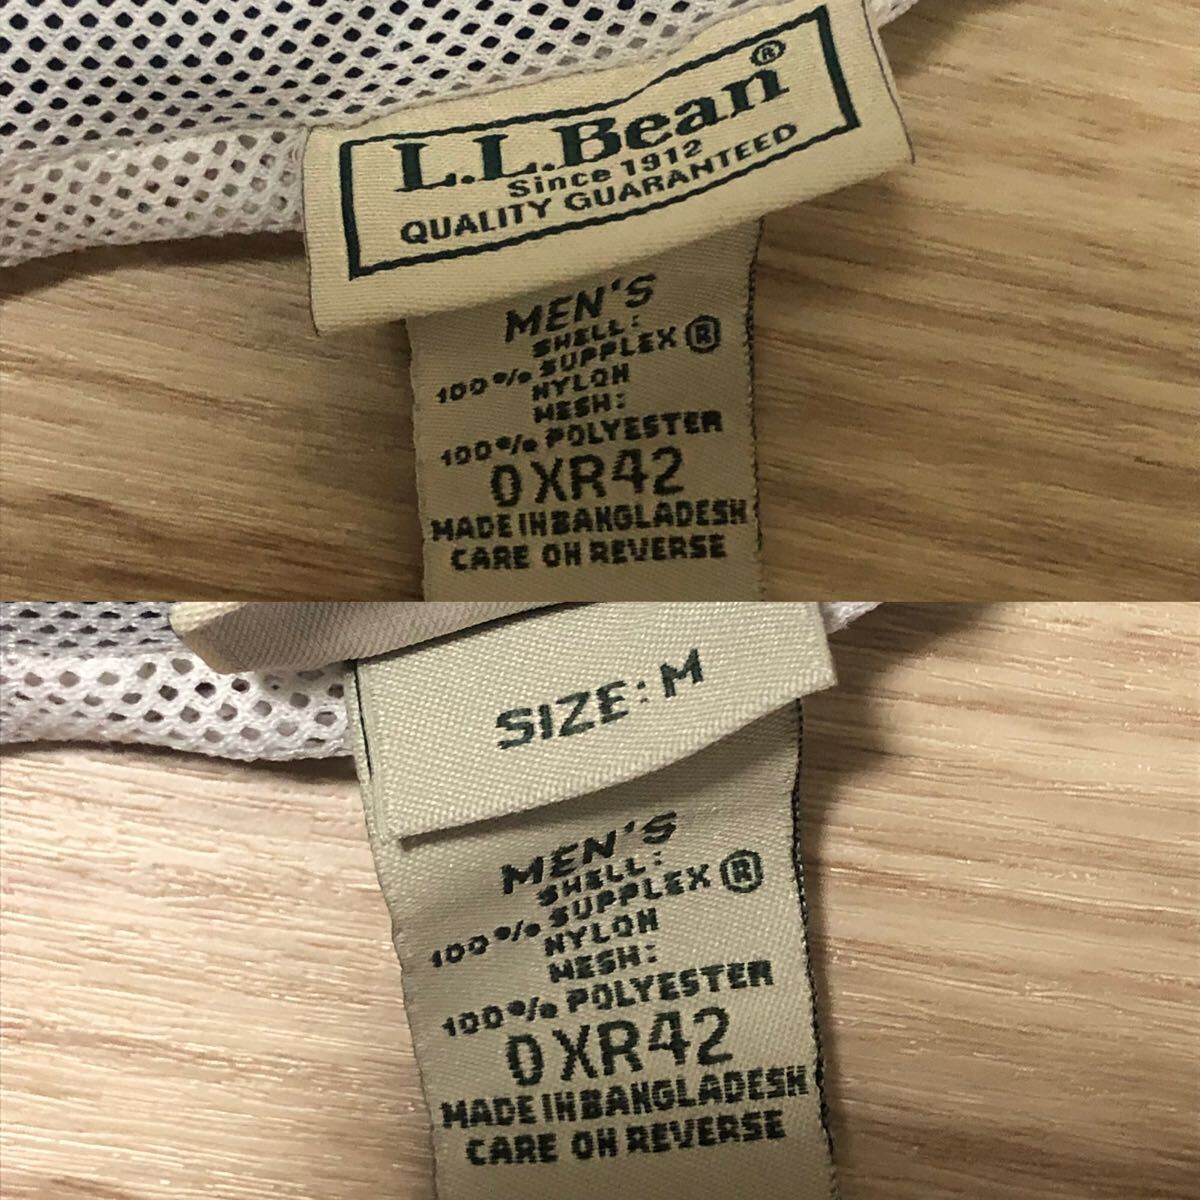 L.L.Bean®
Since 1912
QUALITY GUARANTEED
MEN'S
SHELL:
100% SUPPLEX®
NYLON
MESH:
100% POLYESTER
0XR42
MADE IN BANGLADESH
CARE ON REVERSE
SIZE: M
MEN'S
SHELL:
100% SUPPLEX®
NYLON
MESH:
100% POLYESTER
0XR42
MADE IN BANGLADESH
CARE ON REVERSE